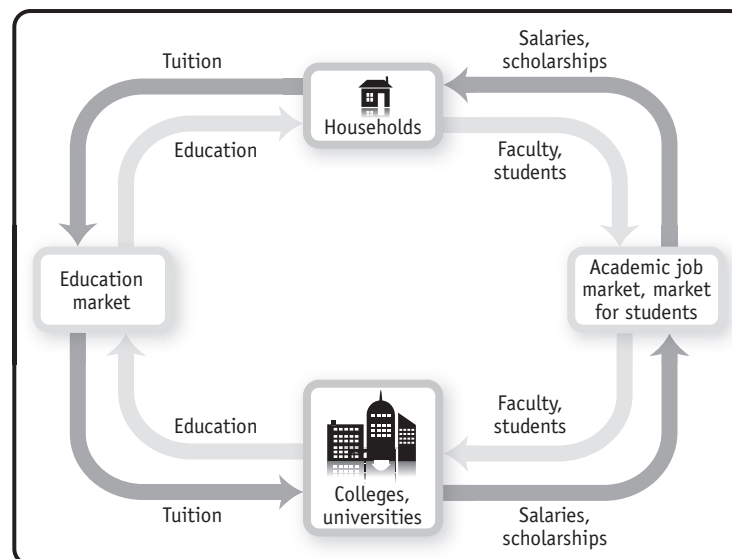 Tuition
Salaries,
scholarships
Households
Education
Faculty,
students
Education
market
Academic job
market, market
for students
Education
Faculty,
students
Colleges,
universities
Tuition
Salaries,
scholarships